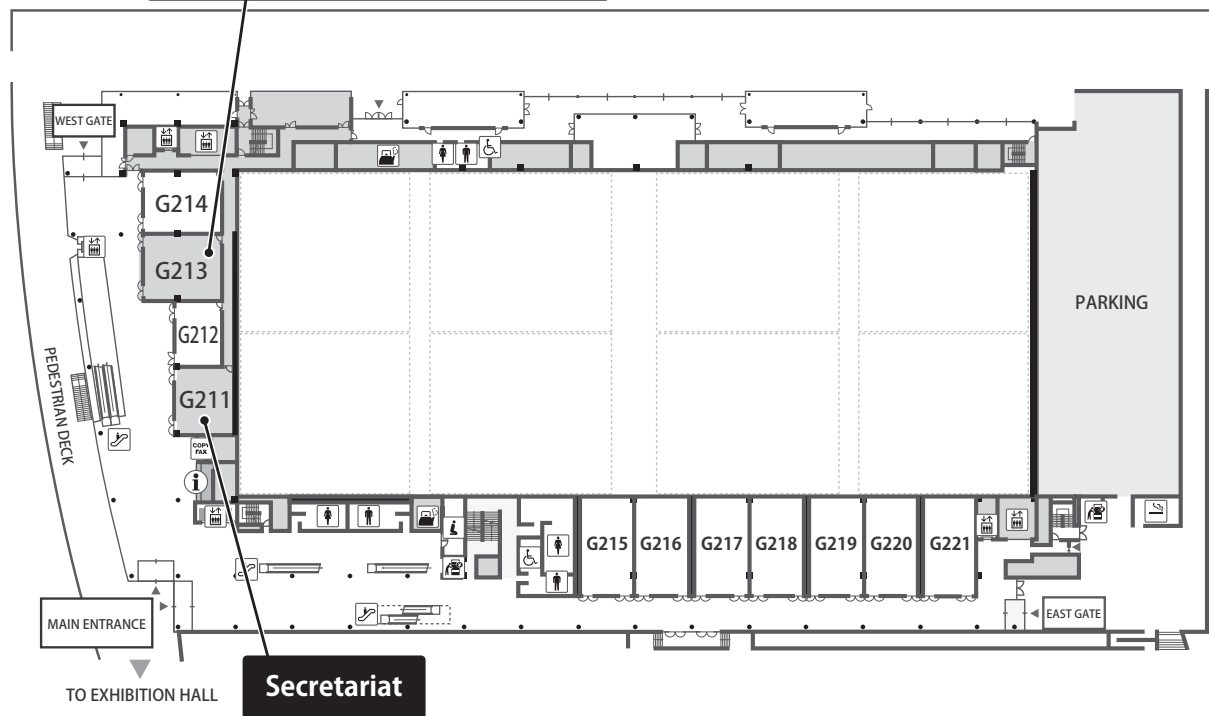 WEST GATE
G214
G213
G212
G211
PEDESTRIAN DECK
COPY
FAX
i
PARKING
G215
G216
G217
G218
G219
G220
G221
MAIN ENTRANCE
EAST GATE
TO EXHIBITION HALL
Secretariat